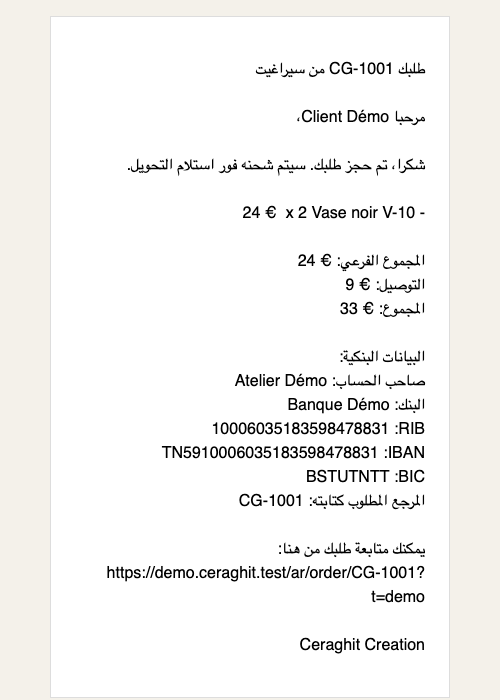 طلبك CG-1001 من سيراغيت
مرحبا Client Démo،
شكرا، تم حجز طلبك. سيتم شحنه فور استلام التحويل.
- Vase noir V-10 x 2  24 €
المجموع الفرعي: 24 €
التوصيل: 9 €
المجموع: 33 €
البيانات البنكية:
صاحب الحساب: Atelier Démo
البنك: Banque Démo
RIB: 10006035183598478831
IBAN: TN5910006035183598478831
BIC: BSTUTNTT
المرجع المطلوب كتابته: CG-1001
يمكنك متابعة طلبك من هنا:
https://demo.ceraghit.test/ar/order/CG-1001?
t=demo
Ceraghit Creation